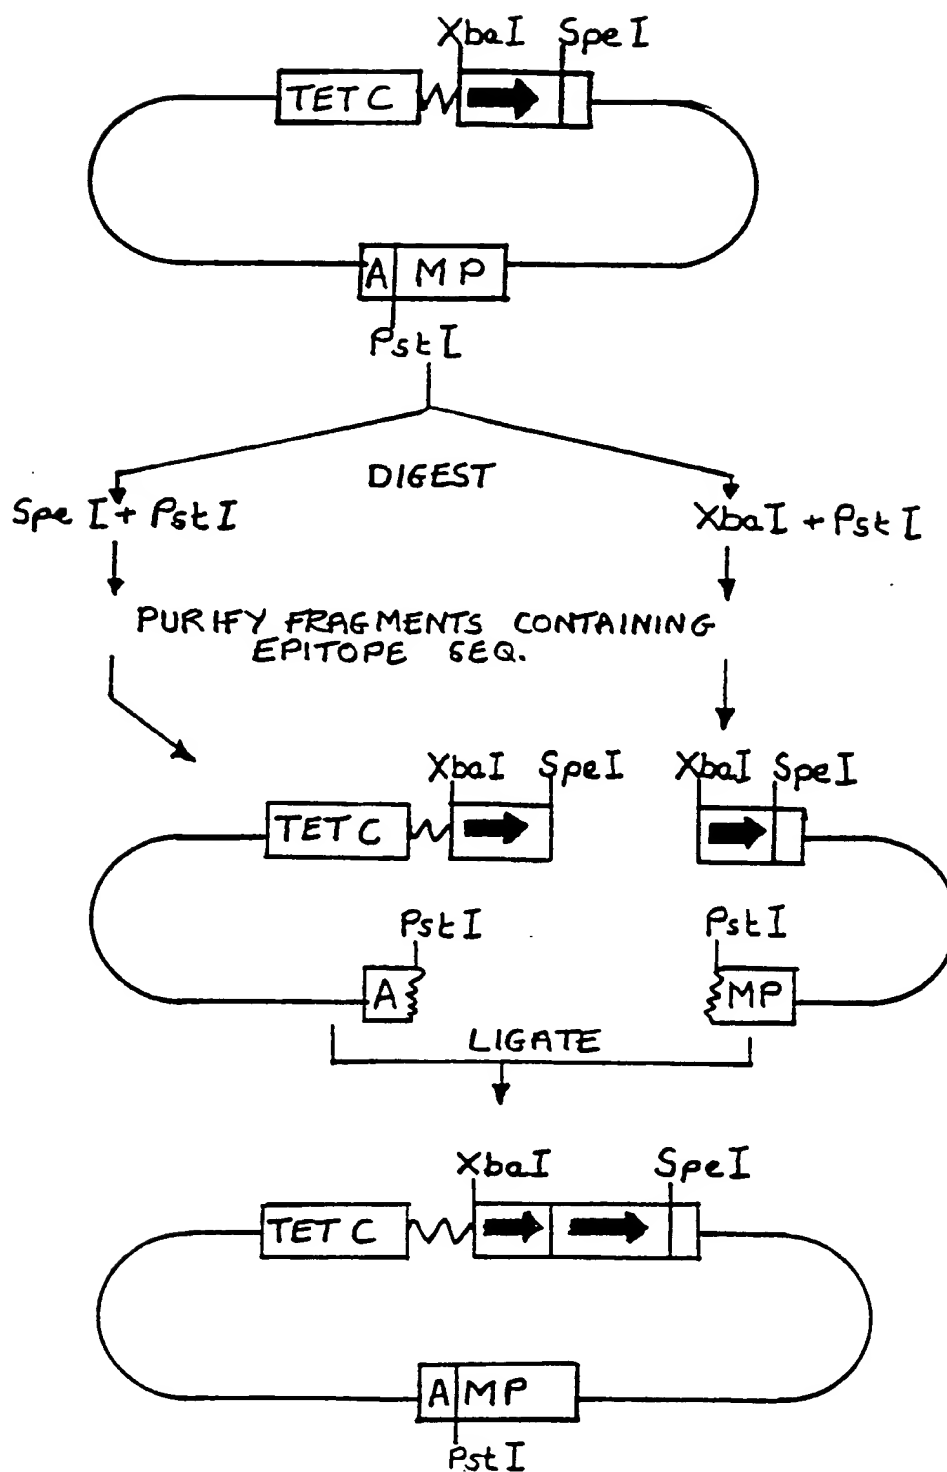 XbaI SpeI
TETC
AMP
PstI
DIGEST
SpeI + PstI
XbaI + PstI
PURIFY FRAGMENTS CONTAINING
EPITOPE SEQ.
XbaI SpeI
XbaI SpeI
TETC
PstI
PstI
A
MP
LIGATE
XbaI
SpeI
TETC
AMP
PstI